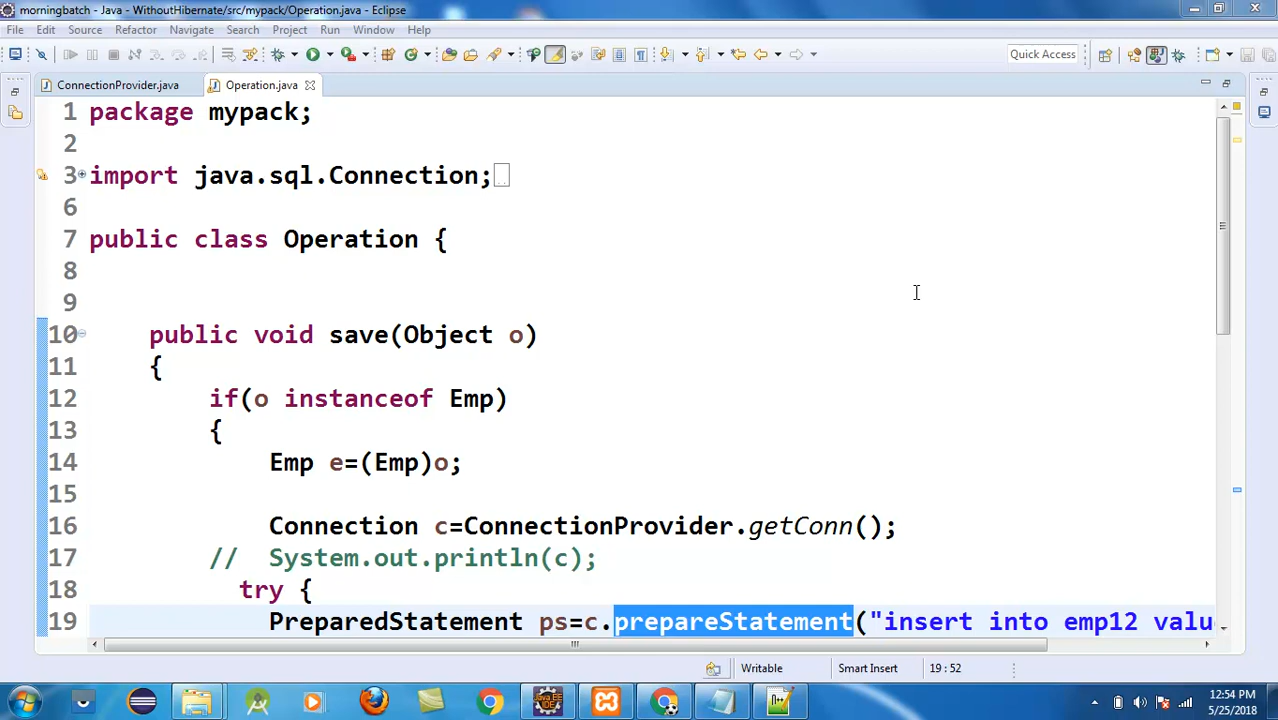 morningbatch - Java - WithoutHibernate/src/mypack/Operation.java - Eclipse
File Edit Source Refactor Navigate Search Project Run Window Help
Quick Access
ConnectionProvider.java Operation.java
1 package mypack;
2
3 import java.sql.Connection;
6
7 public class Operation {
8
9
10 public void save(Object o)
11 {
12 if(o instanceof Emp)
13 {
14 Emp e=(Emp)o;
15
16 Connection c=ConnectionProvider.getConn();
17 // System.out.println(c);
18 try {
19 PreparedStatement ps=c.prepareStatement("insert into emp12 valu
Writable Smart Insert 19 : 52
12:54 PM
5/25/2018